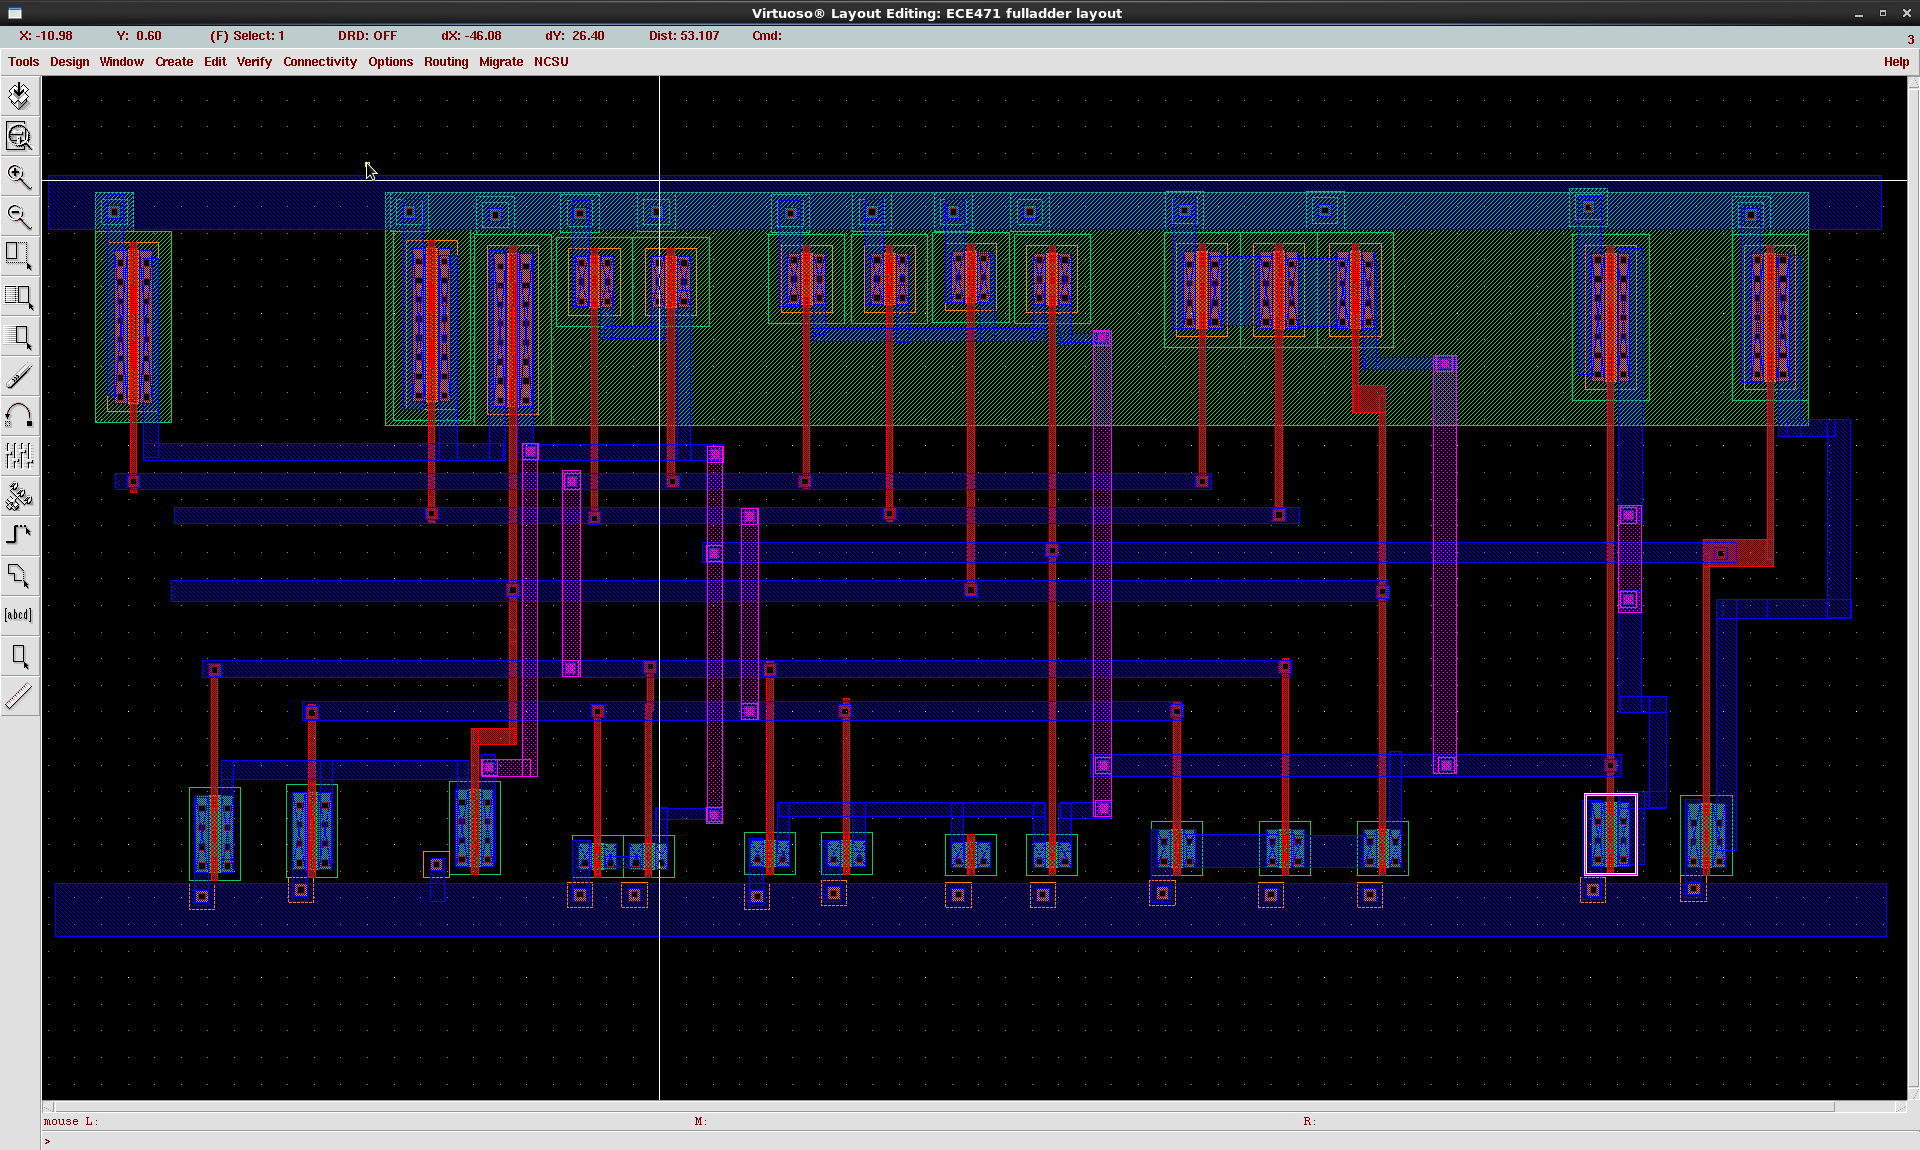 Virtuoso® Layout Editing: ECE471 fulladder layout
X: -10.98 Y: 0.60 (F) Select: 1 DRD: OFF dX: -46.08 dY: 26.40 Dist: 53.107 Cmd: 3
Tools Design Window Create Edit Verify Connectivity Options Routing Migrate NCSU Help
[abcd]
mouse L: M: R:
>